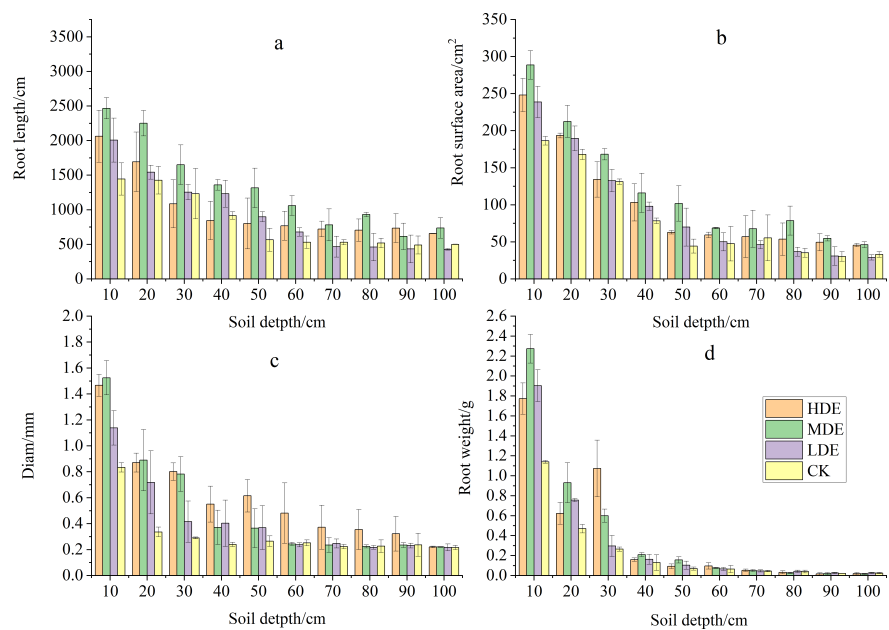 a
Root length/cm
3500
3000
2500
2000
1500
1000
500
0
10 20 30 40 50 60 70 80 90 100
Soil detpth/cm
b
Root surface area/cm2
350
300
250
200
150
100
50
0
10 20 30 40 50 60 70 80 90 100
Soil detpth/cm
c
Diam/mm
2.0
1.8
1.6
1.4
1.2
1.0
0.8
0.6
0.4
0.2
0.0
10 20 30 40 50 60 70 80 90 100
Soil detpth/cm
d
Root weight/g
2.6
2.4
2.2
2.0
1.8
1.6
1.4
1.2
1.0
0.8
0.6
0.4
0.2
0.0
10 20 30 40 50 60 70 80 90 100
Soil detpth/cm
HDE
MDE
LDE
CK